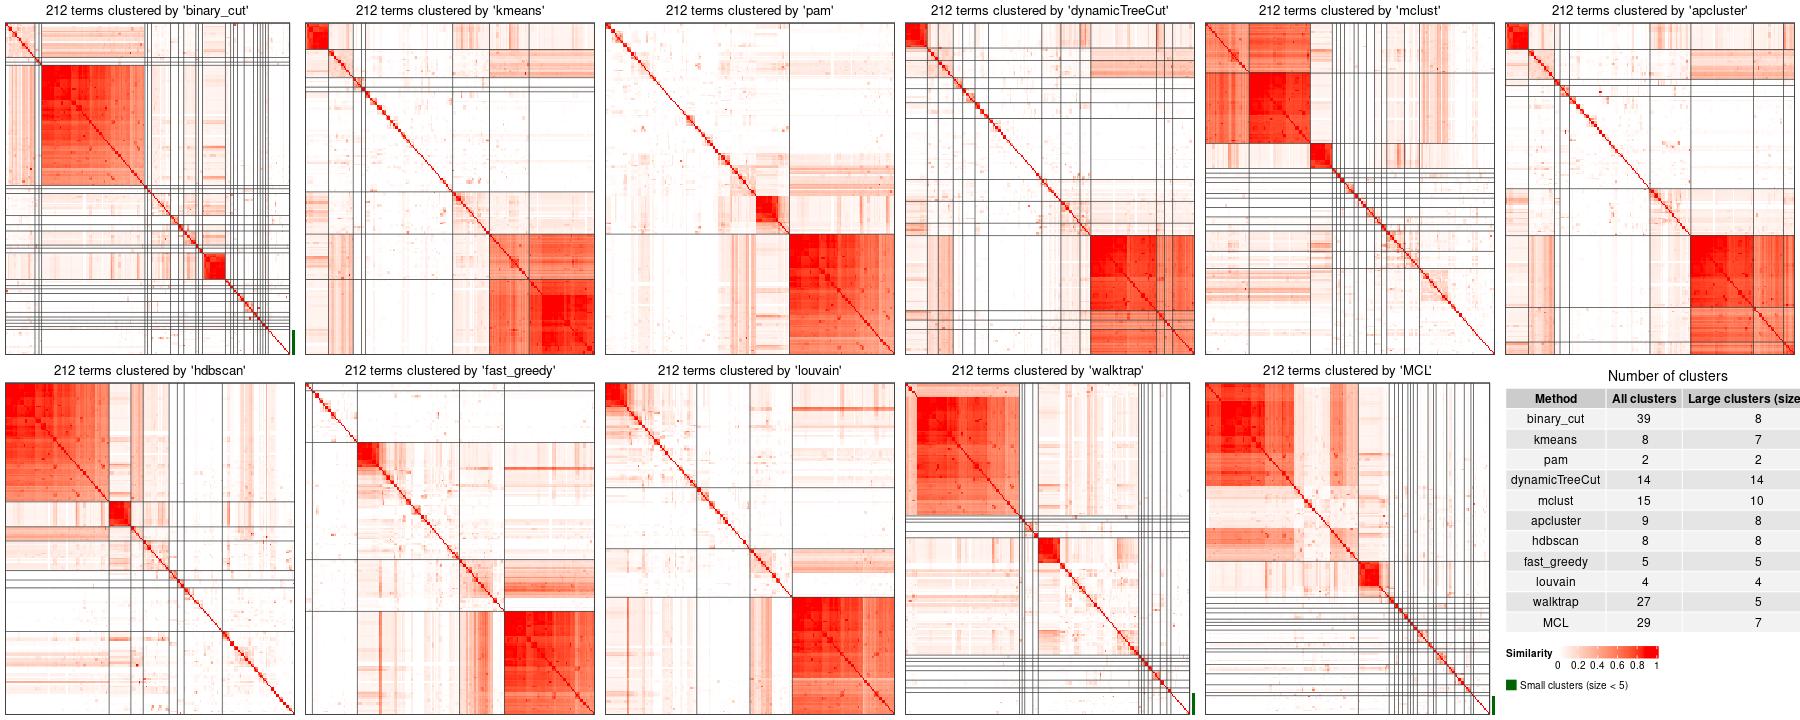 212 terms clustered by 'binary_cut'
212 terms clustered by 'kmeans'
212 terms clustered by 'pam'
212 terms clustered by 'dynamicTreeCut'
212 terms clustered by 'mclust'
212 terms clustered by 'apcluster'
212 terms clustered by 'hdbscan'
212 terms clustered by 'fast_greedy'
212 terms clustered by 'louvain'
212 terms clustered by 'walktrap'
212 terms clustered by 'MCL'
Number of clusters
Method All clusters Large clusters (size
binary_cut 39 8
kmeans 8 7
pam 2 2
dynamicTreeCut 14 14
mclust 15 10
apcluster 9 8
hdbscan 8 8
fast_greedy 5 5
louvain 4 4
walktrap 27 5
MCL 29 7
Similarity
0 0.2 0.4 0.6 0.8 1
Small clusters (size < 5)